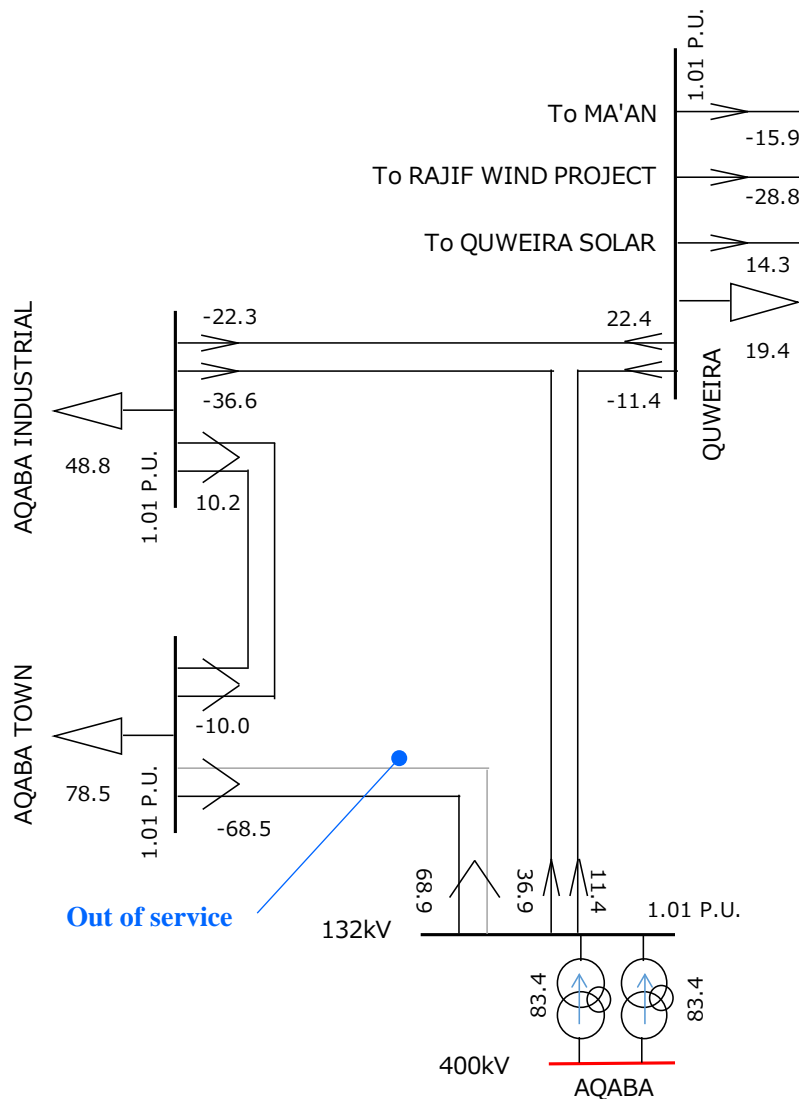 1.01 P.U.
To MA'AN
-15.9
To RAJIF WIND PROJECT
-28.8
To QUWEIRA SOLAR
14.3
19.4
QUWEIRA
-22.3
22.4
-36.6
-11.4
AQABA INDUSTRIAL
48.8
1.01 P.U.
10.2
AQABA TOWN
78.5
1.01 P.U.
-10.0
-68.5
Out of service
68.9
36.9
11.4
132kV
1.01 P.U.
83.4
83.4
400kV
AQABA